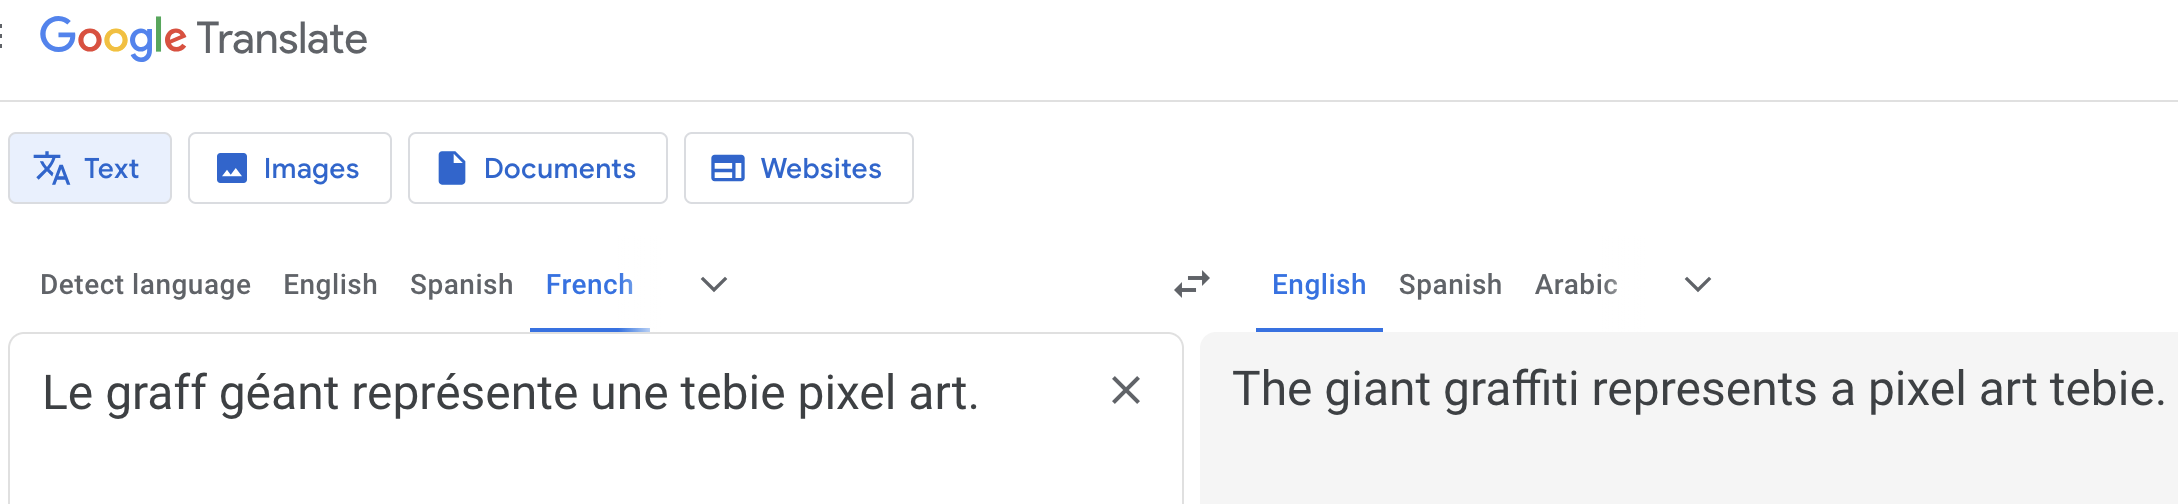 Google Translate
Text Images Documents Websites
Detect language English Spanish French English Spanish Arabic
Le graff géant représente une tebie pixel art. The giant graffiti represents a pixel art tebie.